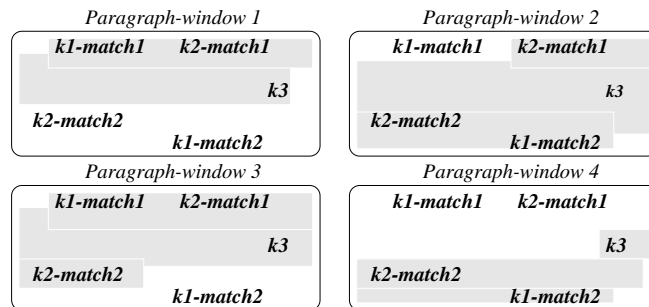 Paragraph-window 1
k1-match1 k2-match1
k3
k2-match2
k1-match2
Paragraph-window 2
k1-match1 k2-match1
k3
k2-match2
k1-match2
Paragraph-window 3
k1-match1 k2-match1
k3
k2-match2
k1-match2
Paragraph-window 4
k1-match1 k2-match1
k3
k2-match2
k1-match2